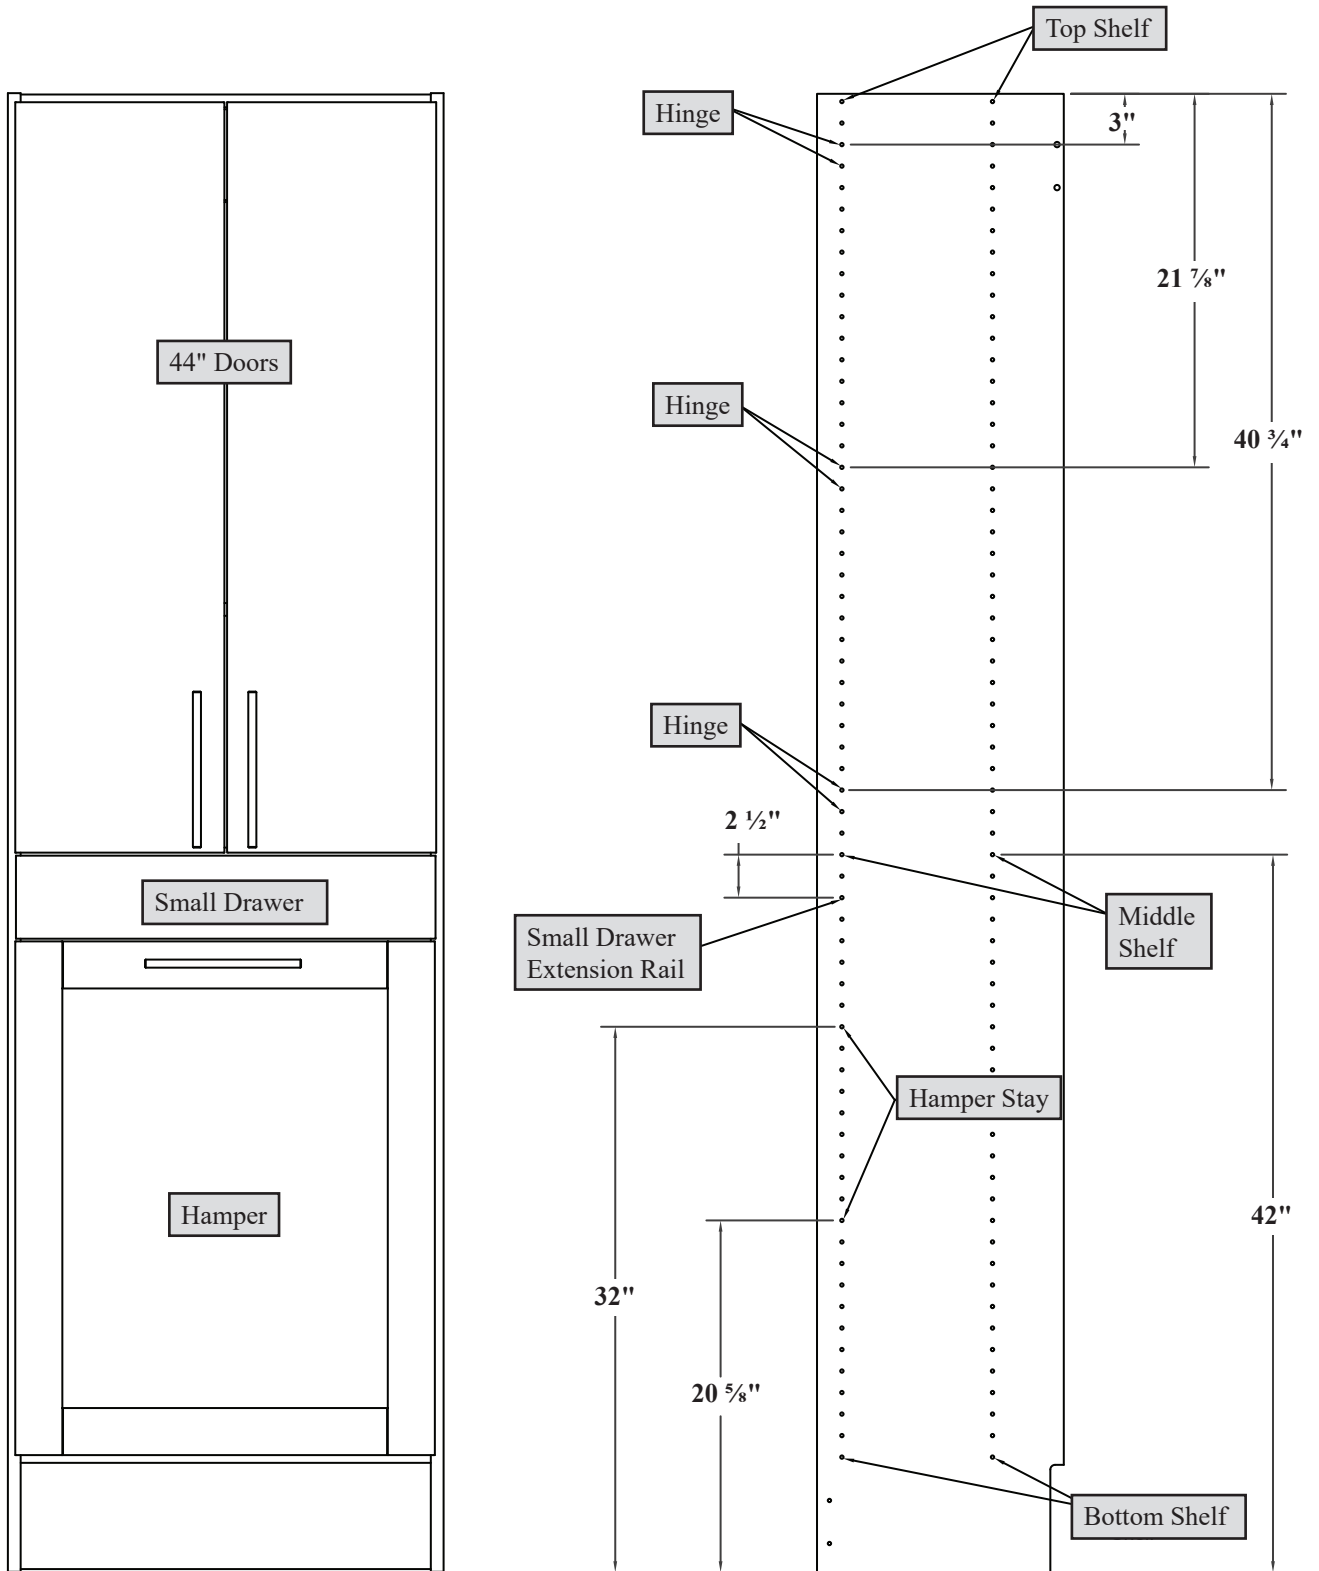 Top Shelf
Hinge
3"
21 ⅞"
44" Doors
Hinge
40 ¾"
Hinge
2 ½"
Small Drawer
Small Drawer
Extension Rail
Middle
Shelf
Hamper Stay
Hamper
42"
32"
20 ⅝"
Bottom Shelf